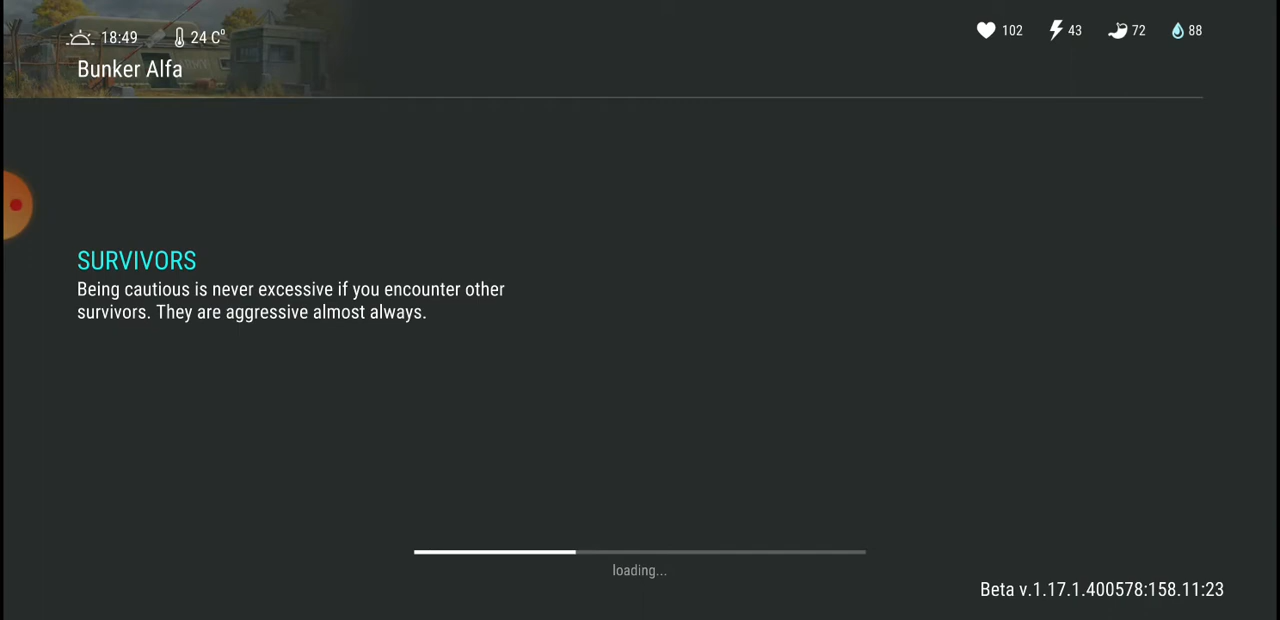 18:49 24 C⁰
102 43 72 88
Bunker Alfa
SURVIVORS
Being cautious is never excessive if you encounter other
survivors. They are aggressive almost always.
loading...
Beta v.1.17.1.400578:158.11:23